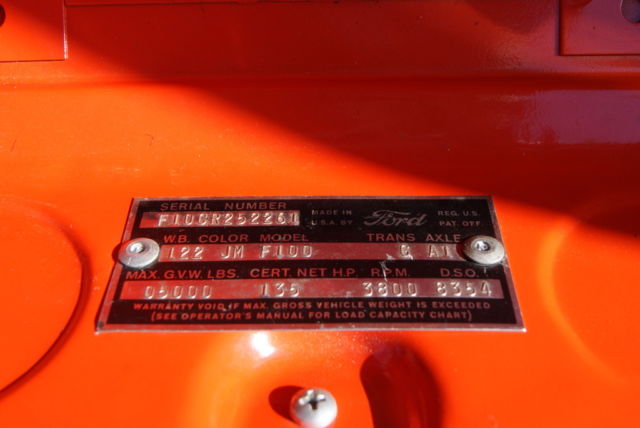 SERIAL NUMBER
F10CR252261 MADE IN U.S.A. BY Ford REG. U.S. PAT. OFF
W.B. COLOR MODEL TRANS AXLE
122 JM F100 G A1
MAX. G.V.W. LBS. CERT. NET H.P. R.P.M. D.S.O.
05000 135 3800 8354
WARRANTY VOID IF MAX. GROSS VEHICLE WEIGHT IS EXCEEDED
(SEE OPERATOR'S MANUAL FOR LOAD CAPACITY CHART)